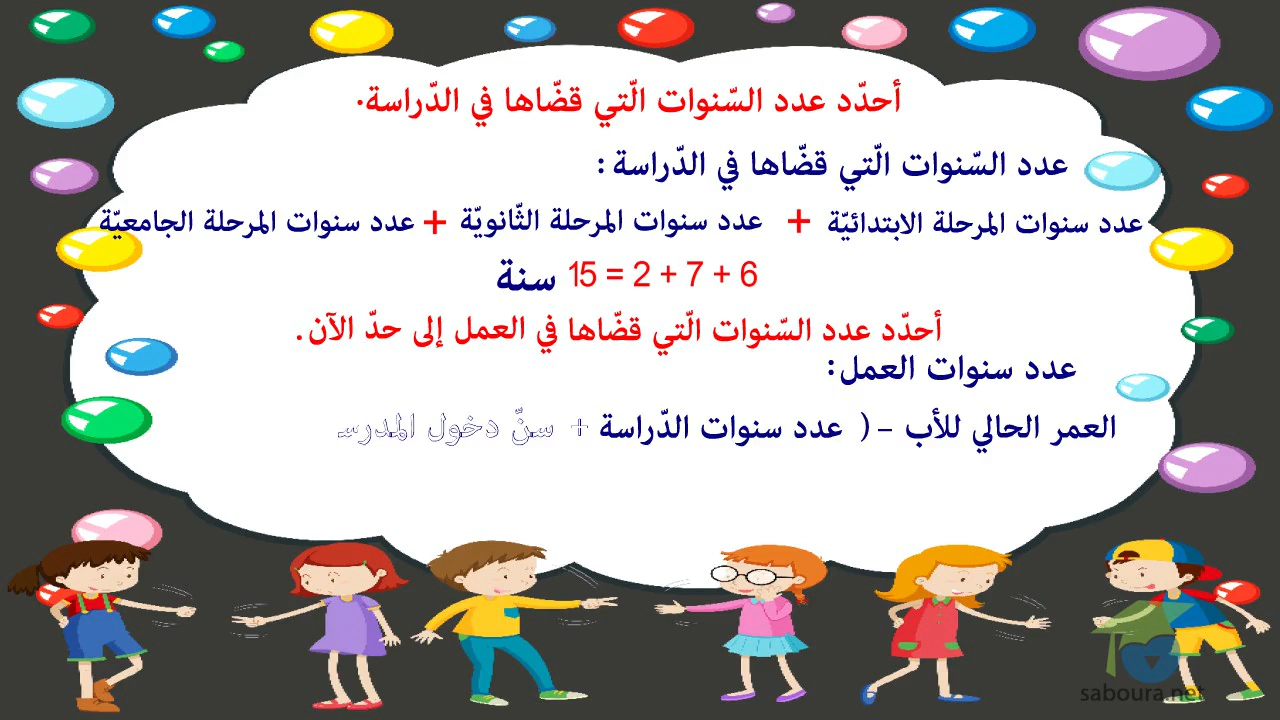 أحدّد عدد السّنوات الّتي قضّاها في الدّراسة.
عدد السّنوات الّتي قضّاها في الدّراسة :
عدد سنوات المرحلة الابتدائيّة + عدد سنوات المرحلة الثّانويّة + عدد سنوات المرحلة الجامعيّة
15 = 2 + 7 + 6 سنة
أحدّد عدد السّنوات الّتي قضّاها في العمل إلى حدّ الآن.
عدد سنوات العمل:
العمر الحالي للأب – ( عدد سنوات الدّراسة + سنّ دخول المدرسـ
saboura.net